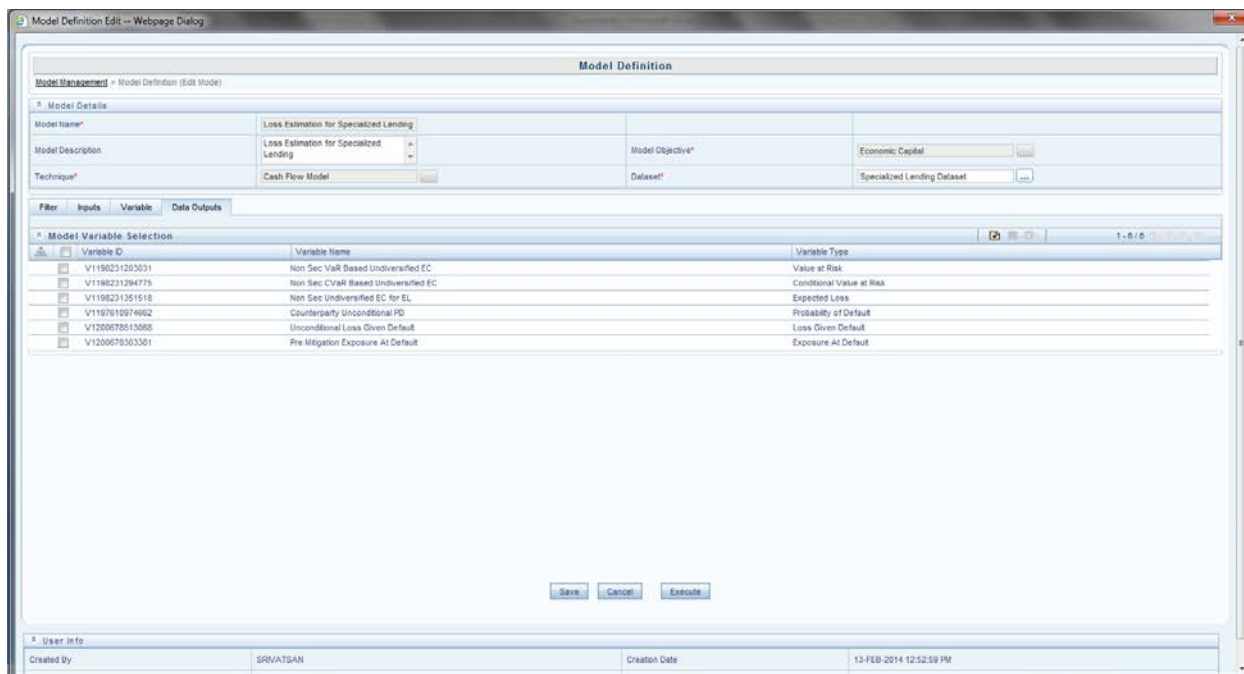 Model Definition Edit -- Webpage Dialog
Model Definition
Model Management » Model Definition (Edit Mode)
Model Details
Model Name* Loss Estimation for Specialized Lending
Model Description Loss Estimation for Specialized Lending Model Objective* Economic Capital
Technique* Cash Flow Model Dataset* Specialized Lending Dataset
Filter Inputs Variable Data Outputs
Model Variable Selection 1 - 6 / 6
Variable ID Variable Name Variable Type
V1198231203031 Non Sec VaR Based Undiversified EC Value at Risk
V1198231294775 Non Sec CVaR Based Undiversified EC Conditional Value at Risk
V1198231351518 Non Sec Undiversified EC for EL Expected Loss
V1197610974662 Counterparty Unconditional PD Probability of Default
V1200678513068 Unconditional Loss Given Default Loss Given Default
V1200678303381 Pre Mitigation Exposure At Default Exposure At Default
Save Cancel Execute
User Info
Created By SRIVATSAN Creation Date 13-FEB-2014 12:52:59 PM